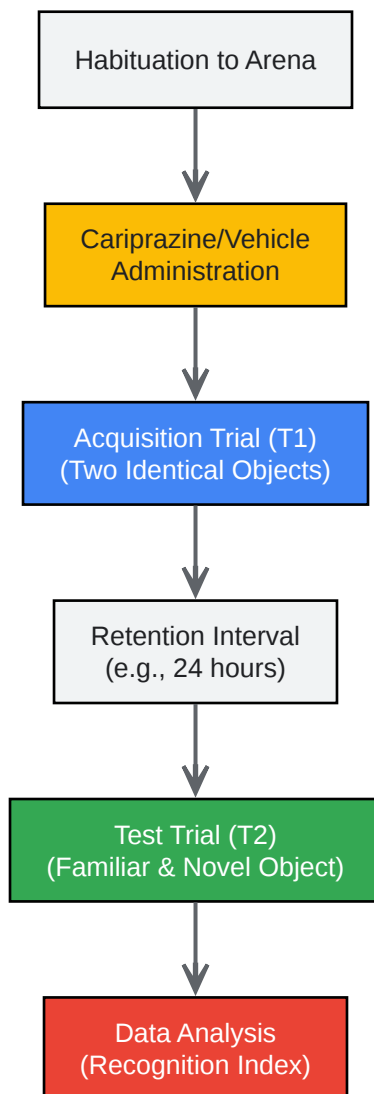 Habituation to Arena
Cariprazine/Vehicle
Administration
Acquisition Trial (T1)
(Two Identical Objects)
Retention Interval
(e.g., 24 hours)
Test Trial (T2)
(Familiar & Novel Object)
Data Analysis
(Recognition Index)